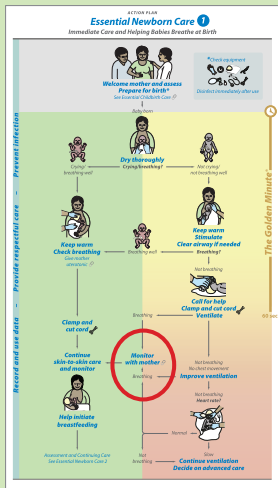 ACTION PLAN
Essential Newborn Care 1
Immediate Care and Helping Babies Breathe at Birth
*Check equipment
Disinfect immediately after use
Welcome mother and assess
Prepare for birth*
See Essential Childbirth Care
Baby born
Dry thoroughly
Crying/breathing?
Crying/
breathing well
Not crying/
not breathing well
Keep warm
Check breathing
Give mother
uterotonic
Breathing well
Keep warm
Stimulate
Clear airway if needed
Breathing?
Not breathing
Call for help
Clamp and cut cord
Ventilate
Breathing
60 sec
Clamp and
cut cord
Continue
skin-to-skin care
and monitor
Monitor
with mother
Breathing
Not breathing
No chest movement
Improve ventilation
Not breathing
Heart rate?
Help initiate
breastfeeding
Normal
Slow
Assessment and Continuing Care
See Essential Newborn Care 2
Not
breathing
Continue ventilation
Decide on advanced care
Record and use data – Provide respectful care – Prevent infection
The Golden Minute